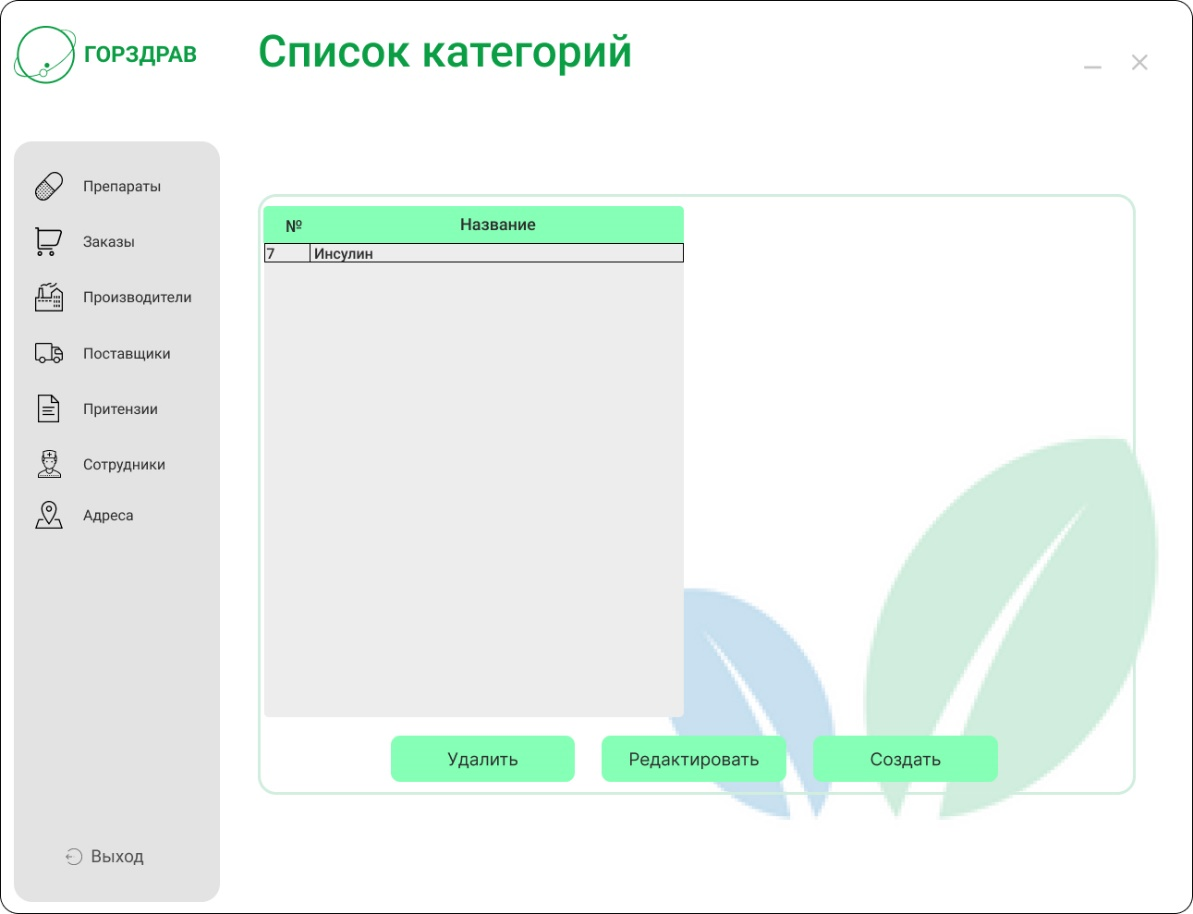 ГОРЗДРАВ
Список категорий
Препараты
Заказы
Производители
Поставщики
Притензии
Сотрудники
Адреса
Выход
№ Название
7 Инсулин
Удалить Редактировать Создать